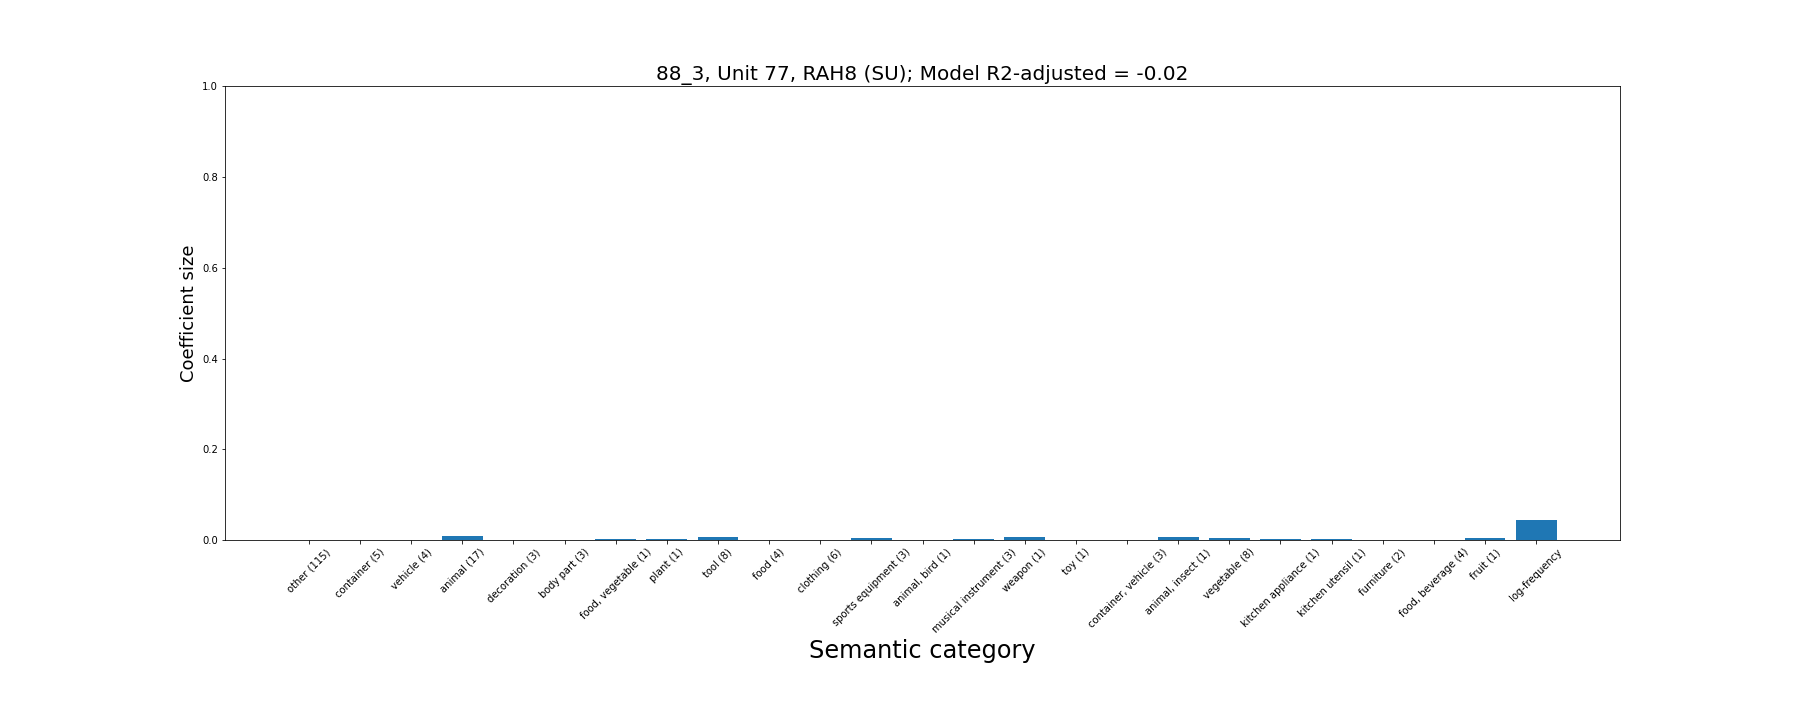 88_3, Unit 77, RAH8 (SU); Model R2-adjusted = -0.02
1.0
0.8
0.6
0.4
0.2
0.0
Coefficient size
other (115)
container (5)
vehicle (4)
animal (17)
decoration (3)
body part (3)
food, vegetable (1)
plant (1)
tool (8)
food (4)
clothing (6)
sports equipment (3)
animal, bird (1)
musical instrument (3)
weapon (1)
toy (1)
container, vehicle (3)
animal, insect (1)
vegetable (8)
kitchen appliance (1)
kitchen utensil (1)
furniture (2)
food, beverage (4)
fruit (1)
log-frequency
Semantic category